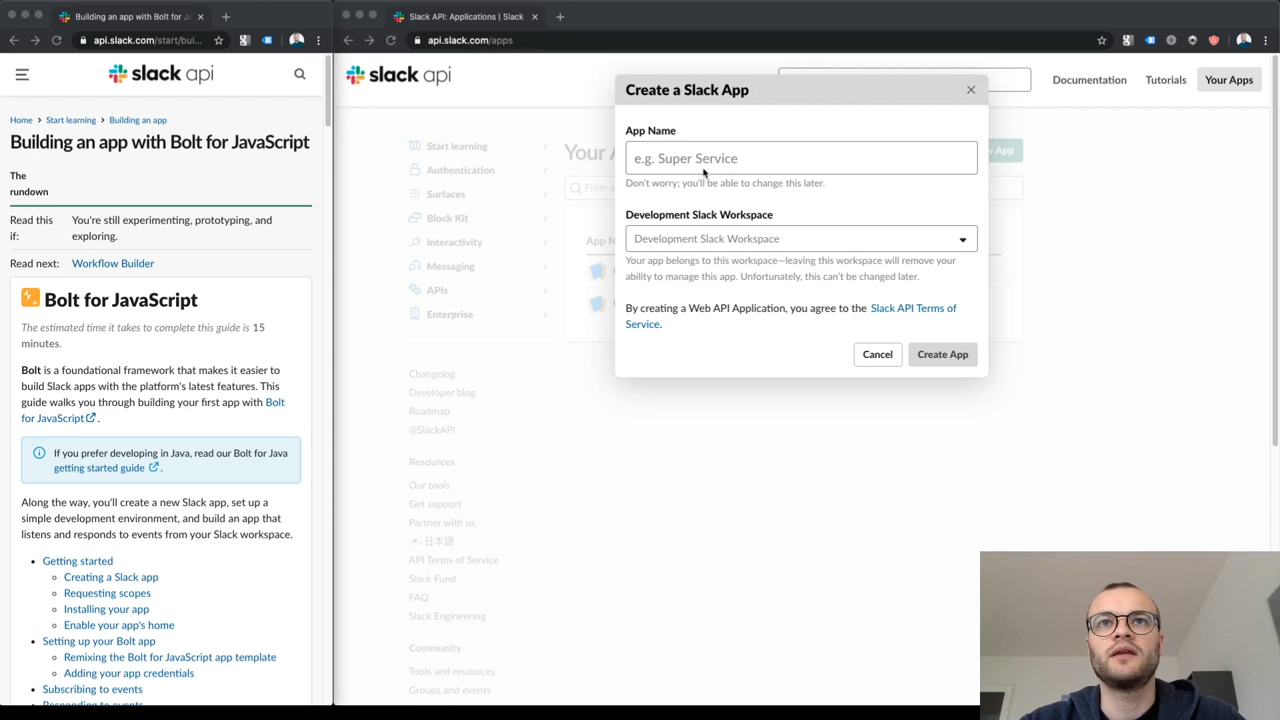 Building an app with Bolt for Ja
api.slack.com/start/bui...
slack api
Home > Start learning > Building an app
Building an app with Bolt for JavaScript
The
rundown
Read this
if:
You're still experimenting, prototyping, and
exploring.
Read next:
Workflow Builder
Bolt for JavaScript
The estimated time it takes to complete this guide is 15
minutes.
Bolt is a foundational framework that makes it easier to
build Slack apps with the platform's latest features. This
guide walks you through building your first app with Bolt
for JavaScript .
If you prefer developing in Java, read our Bolt for Java
getting started guide .
Along the way, you'll create a new Slack app, set up a
simple development environment, and build an app that
listens and responds to events from your Slack workspace.
Getting started
Creating a Slack app
Requesting scopes
Installing your app
Enable your app's home
Setting up your Bolt app
Remixing the Bolt for JavaScript app template
Adding your app credentials
Subscribing to events
Slack API: Applications | Slack
api.slack.com/apps
slack api
Documentation
Tutorials
Your Apps
Start learning
Authentication
Surfaces
Block Kit
Interactivity
Messaging
APIs
Enterprise
Changelog
Developer blog
Roadmap
@SlackAPI
Resources
Our tools
Get support
Partner with us
日本語
API Terms of Service
Slack Fund
FAQ
Slack Engineering
Community
Tools and resources
Groups and events
Your A
App
Filter a
App N
Create a Slack App
App Name
e.g. Super Service
Don't worry; you'll be able to change this later.
Development Slack Workspace
Development Slack Workspace
Your app belongs to this workspace—leaving this workspace will remove your
ability to manage this app. Unfortunately, this can't be changed later.
By creating a Web API Application, you agree to the Slack API Terms of
Service.
Cancel
Create App